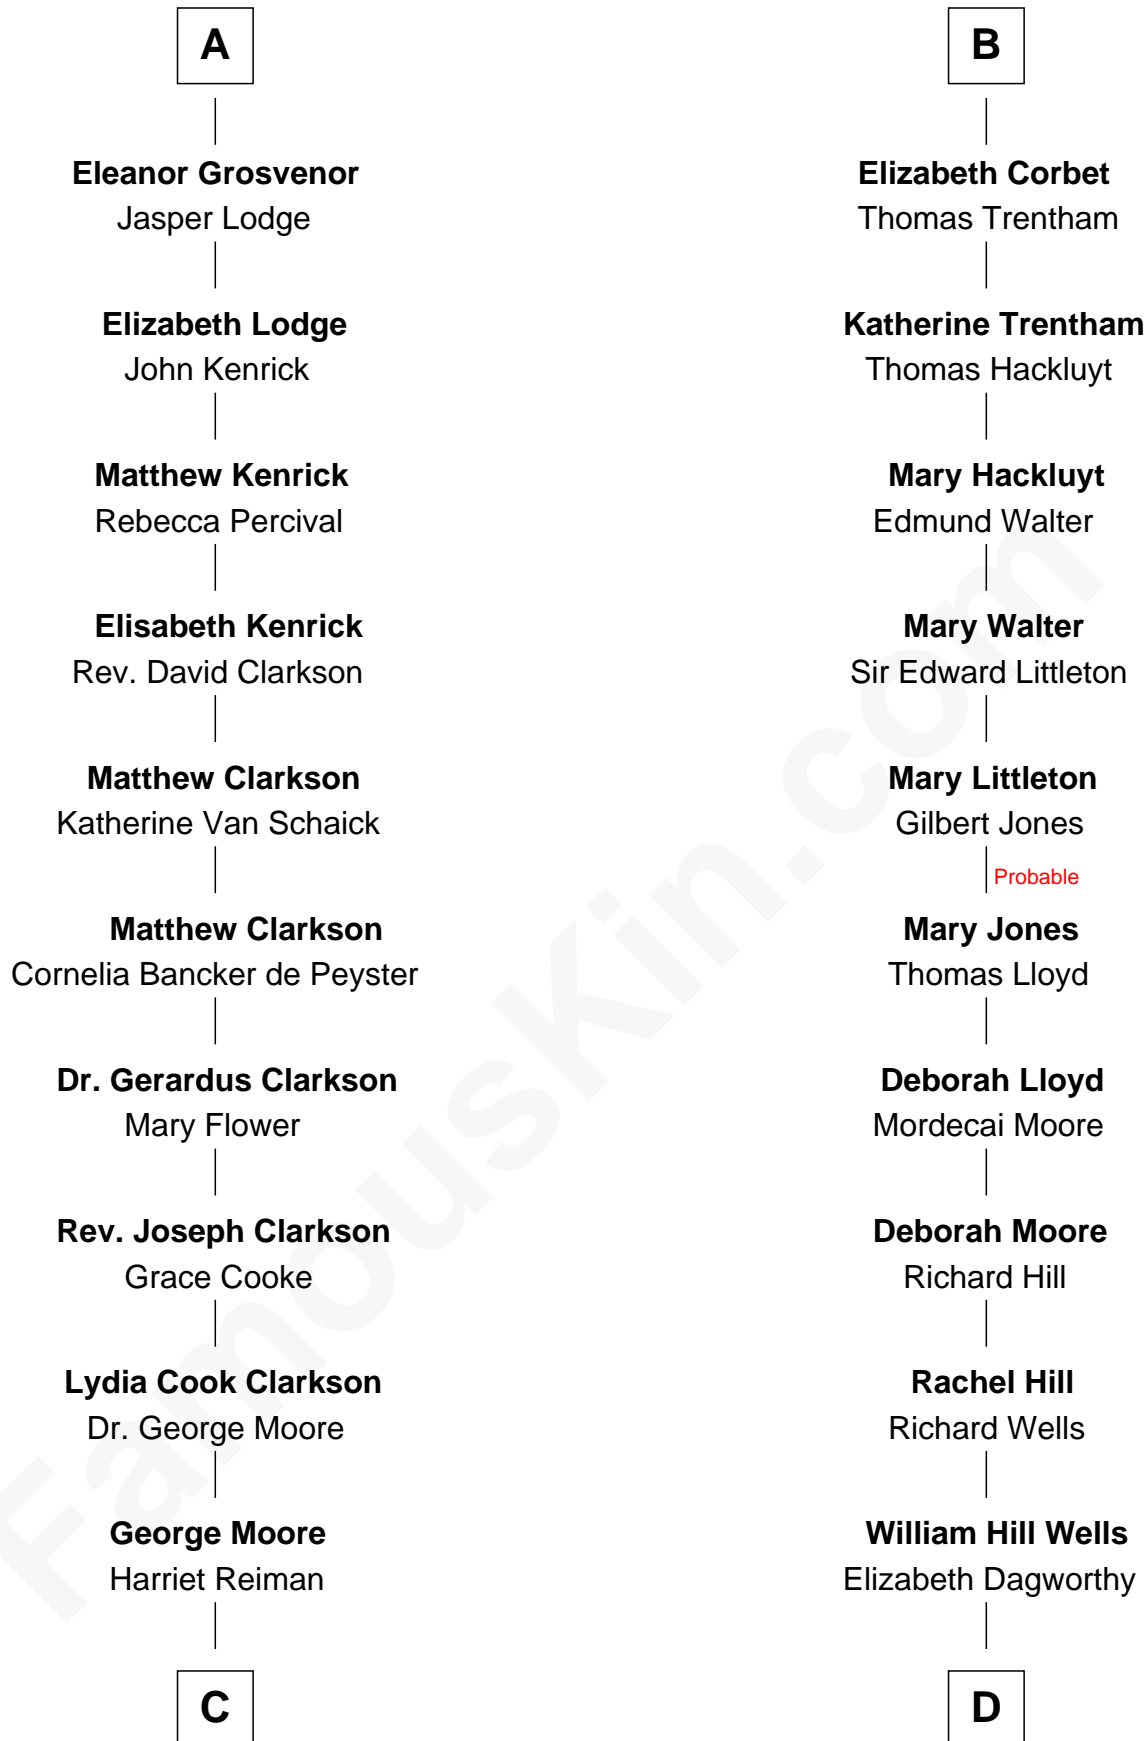 A
Eleanor Grosvenor
Jasper Lodge
Elizabeth Lodge
John Kenrick
Matthew Kenrick
Rebecca Percival
Elisabeth Kenrick
Rev. David Clarkson
Matthew Clarkson
Katherine Van Schaick
Matthew Clarkson
Cornelia Bancker de Peyster
Dr. Gerardus Clarkson
Mary Flower
Rev. Joseph Clarkson
Grace Cooke
Lydia Cook Clarkson
Dr. George Moore
George Moore
Harriet Reiman
C
B
Elizabeth Corbet
Thomas Trentham
Katherine Trentham
Thomas Hackluyt
Mary Hackluyt
Edmund Walter
Mary Walter
Sir Edward Littleton
Mary Littleton
Gilbert Jones
Probable
Mary Jones
Thomas Lloyd
Deborah Lloyd
Mordecai Moore
Deborah Moore
Richard Hill
Rachel Hill
Richard Wells
William Hill Wells
Elizabeth Dagworthy
D
FamousKin.com